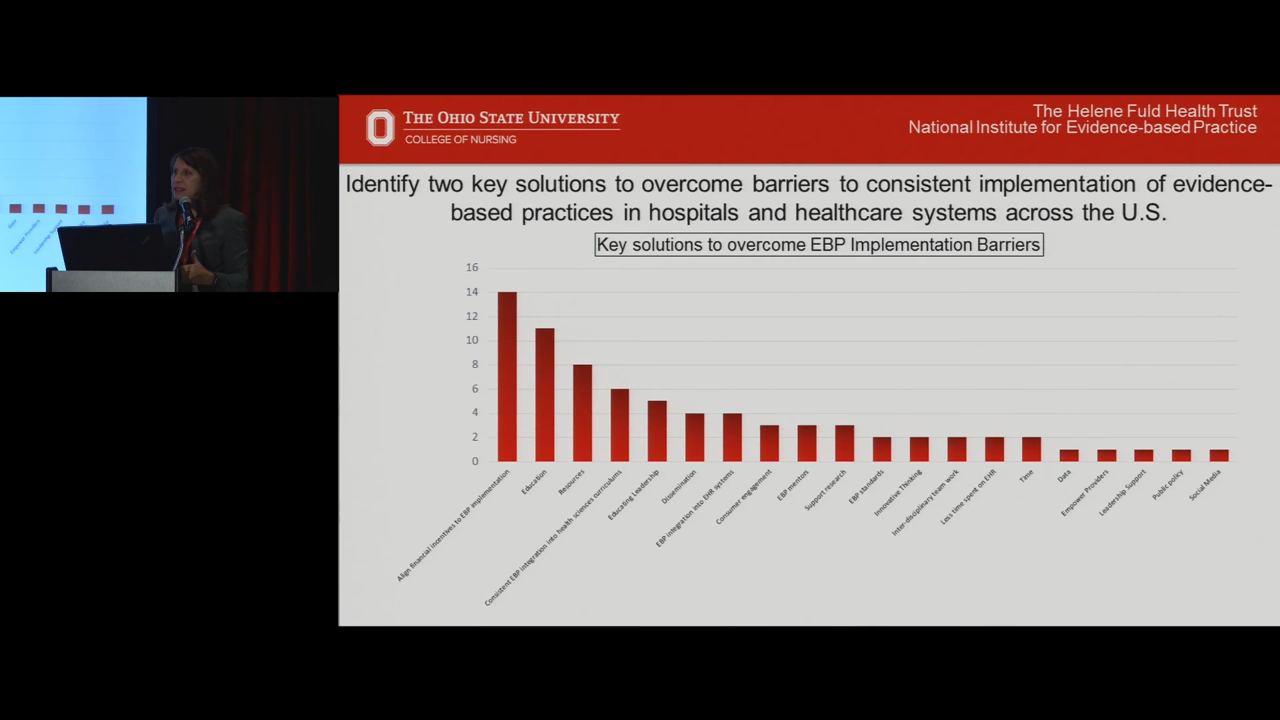 THE OHIO STATE UNIVERSITY
COLLEGE OF NURSING
The Helene Fuld Health Trust
National Institute for Evidence-based Practice
Identify two key solutions to overcome barriers to consistent implementation of evidence-
based practices in hospitals and healthcare systems across the U.S.
Key solutions to overcome EBP Implementation Barriers
16
14
12
10
8
6
4
2
0
Align financial incentives to EBP implementation
Education
Resources
Consistent EBP integration into health sciences curriculums
Educating Leadership
Dissemination
EBP integration into EHR systems
Consumer engagement
EBP mentors
Support research
EBP standards
Innovative Thinking
Inter-disciplinary team work
Less time spent on EHR
Time
Data
Empower Providers
Leadership Support
Public policy
Social Media